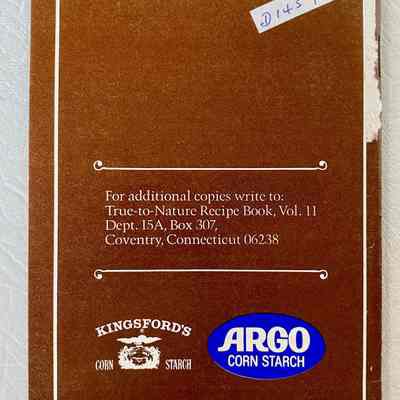 D 145
For additional copies write to:
True-to-Nature Recipe Book, Vol. 11
Dept. 15A, Box 307,
Coventry, Connecticut 06238
KINGSFORD'S
CORN STARCH
ARGO
CORN STARCH